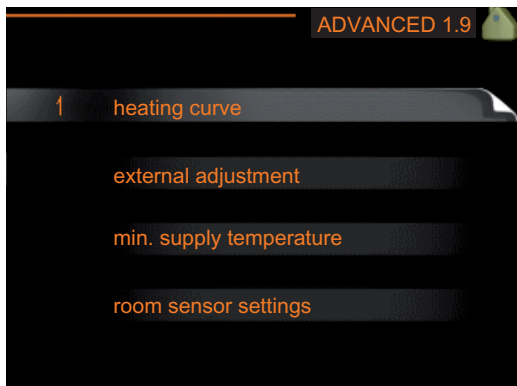 ADVANCED 1.9
1 heating curve
external adjustment
min. supply temperature
room sensor settings